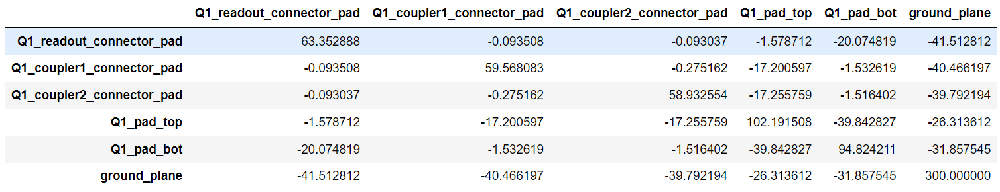 Q1_readout_connector_pad Q1_coupler1_connector_pad Q1_coupler2_connector_pad Q1_pad_top Q1_pad_bot ground_plane
Q1_readout_connector_pad 63.352888 -0.093508 -0.093037 -1.578712 -20.074819 -41.512812
Q1_coupler1_connector_pad -0.093508 59.568083 -0.275162 -17.200597 -1.532619 -40.466197
Q1_coupler2_connector_pad -0.093037 -0.275162 58.932554 -17.255759 -1.516402 -39.792194
Q1_pad_top -1.578712 -17.200597 -17.255759 102.191508 -39.842827 -26.313612
Q1_pad_bot -20.074819 -1.532619 -1.516402 -39.842827 94.824211 -31.857545
ground_plane -41.512812 -40.466197 -39.792194 -26.313612 -31.857545 300.000000